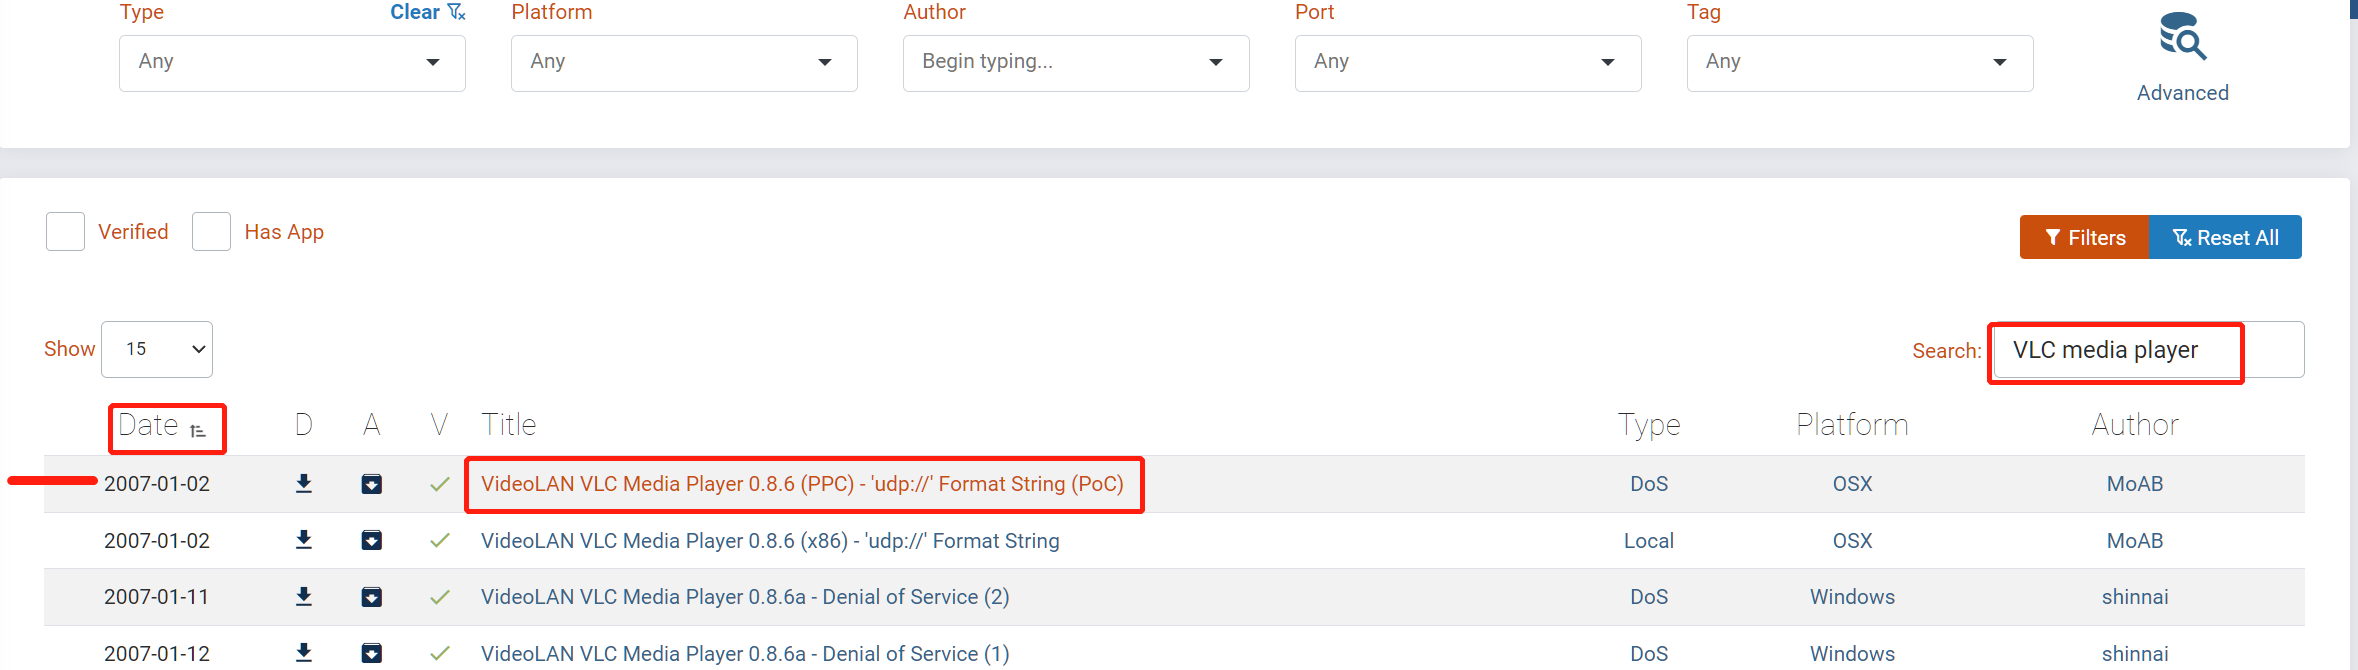 Type Clear Platform Author Port Tag
Any Any Begin typing... Any Any
Advanced
Verified Has App
Filters Reset All
Show 15 Search: VLC media player
Date D A V Title Type Platform Author
2007-01-02 VideoLAN VLC Media Player 0.8.6 (PPC) - 'udp://' Format String (PoC) DoS OSX MoAB
2007-01-02 VideoLAN VLC Media Player 0.8.6 (x86) - 'udp://' Format String Local OSX MoAB
2007-01-11 VideoLAN VLC Media Player 0.8.6a - Denial of Service (2) DoS Windows shinnai
2007-01-12 VideoLAN VLC Media Player 0.8.6a - Denial of Service (1) DoS Windows shinnai